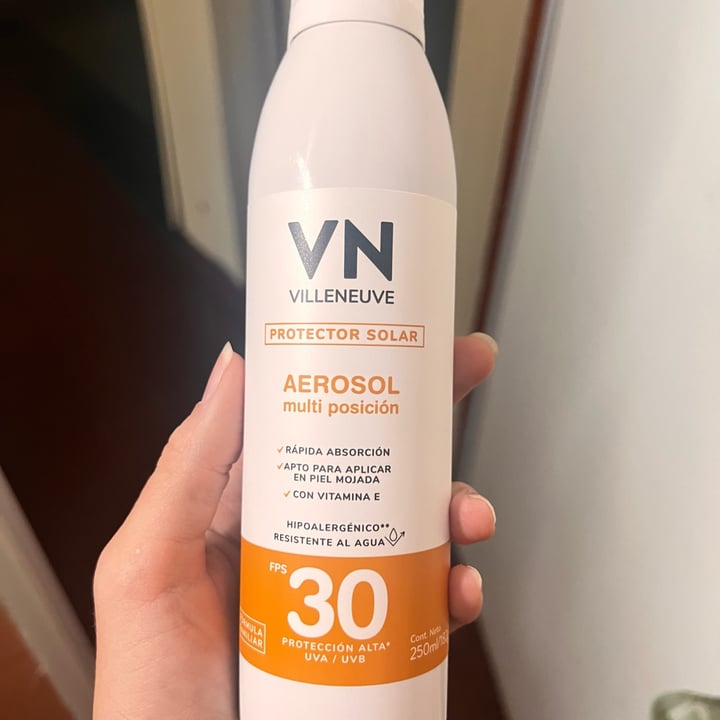 VN
VILLENEUVE
PROTECTOR SOLAR
AEROSOL
multi posición
✓RÁPIDA ABSORCIÓN
✓APTO PARA APLICAR
EN PIEL MOJADA
✓ CON VITAMINA E
HIPOALERGÉNICO**
RESISTENTE AL AGUA
FPS
30
PROTECCIÓN ALTA*
UVA / UVB
Cont. Neto
250ml